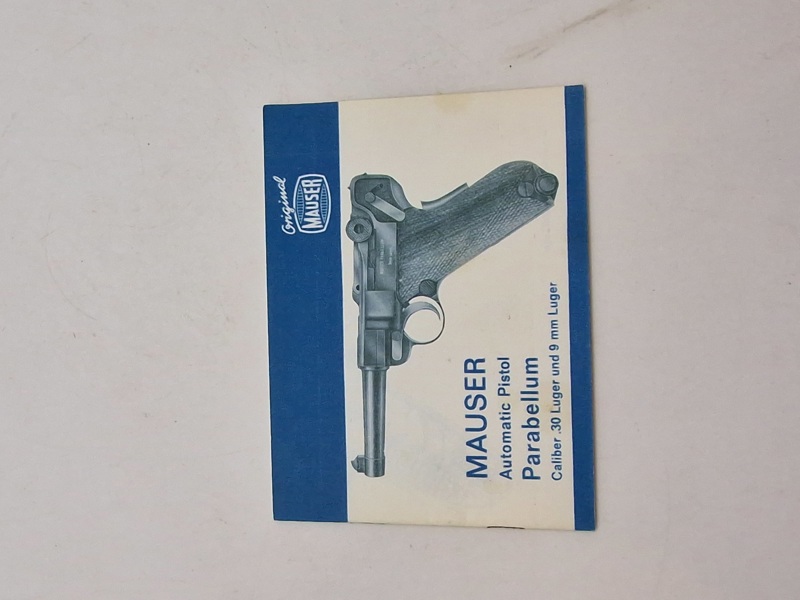 Original
MAUSER
MAUSER
Automatic Pistol
Parabellum
Caliber .30 Luger und 9 mm Luger